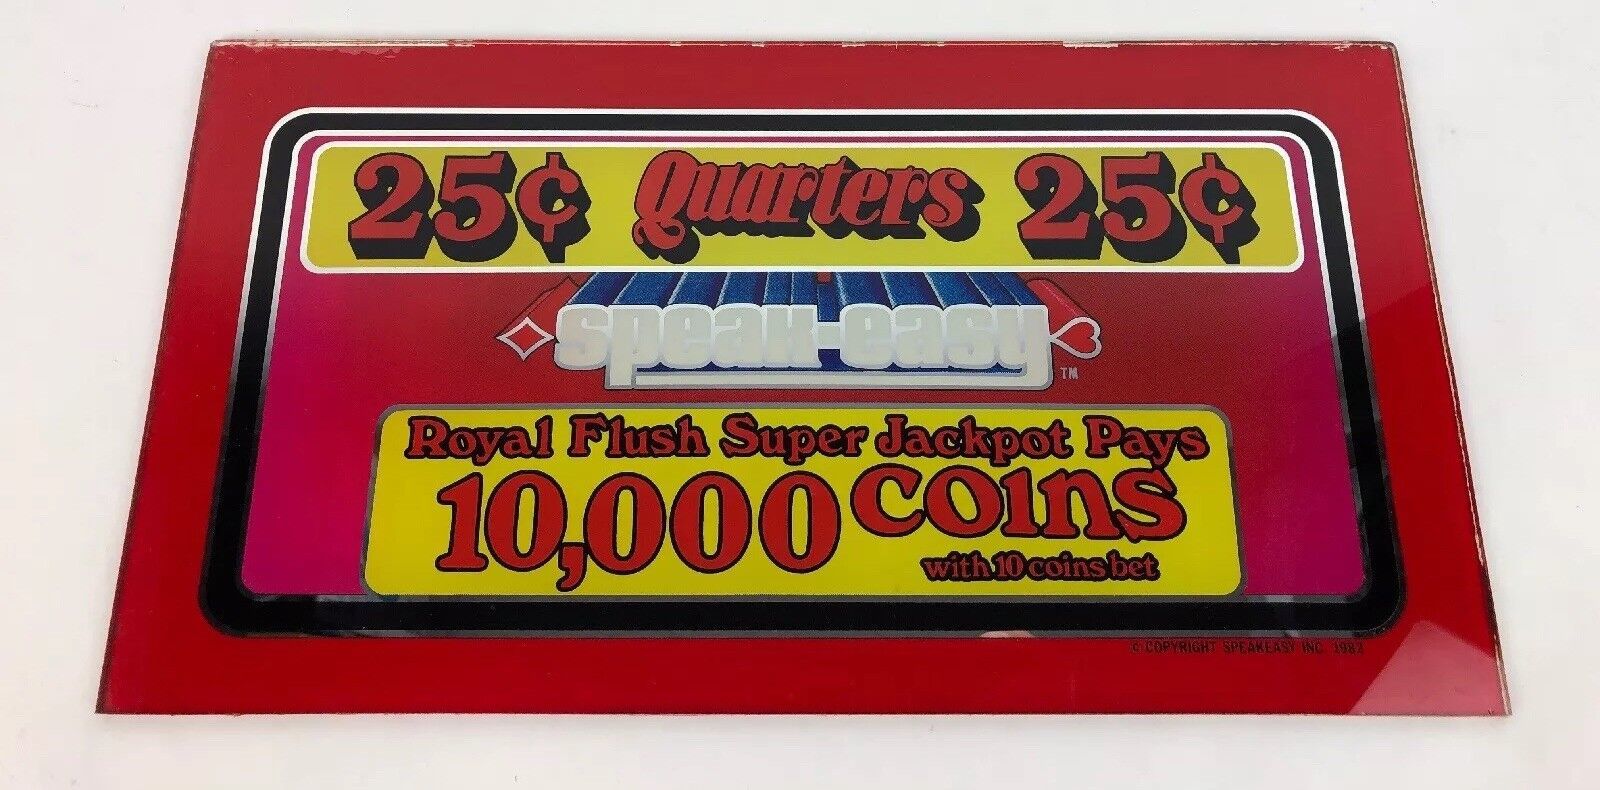 25¢ Quarters 25¢
speak-easy TM
Royal Flush Super Jackpot Pays
10,000 coins
with 10 coins bet
© COPYRIGHT SPEAKEASY INC.